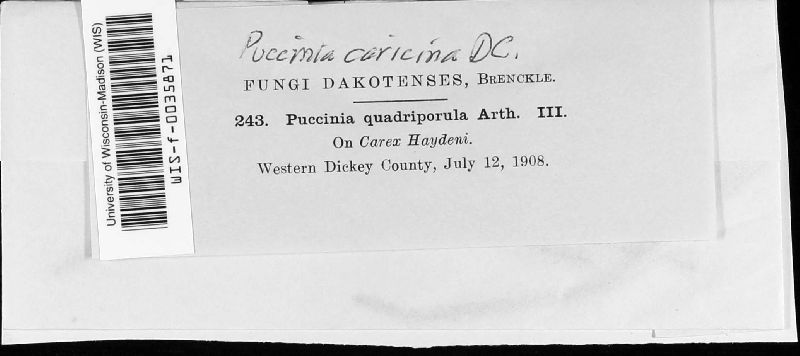 Puccinia caricina DC.
FUNGI DAKOTENSES, BRENCKLE.
243. Puccinia quadriporula Arth. III.
On Carex Haydeni.
Western Dickey County, July 12, 1908.
University of Wisconsin-Madison (WIS)
WIS-f-0035871